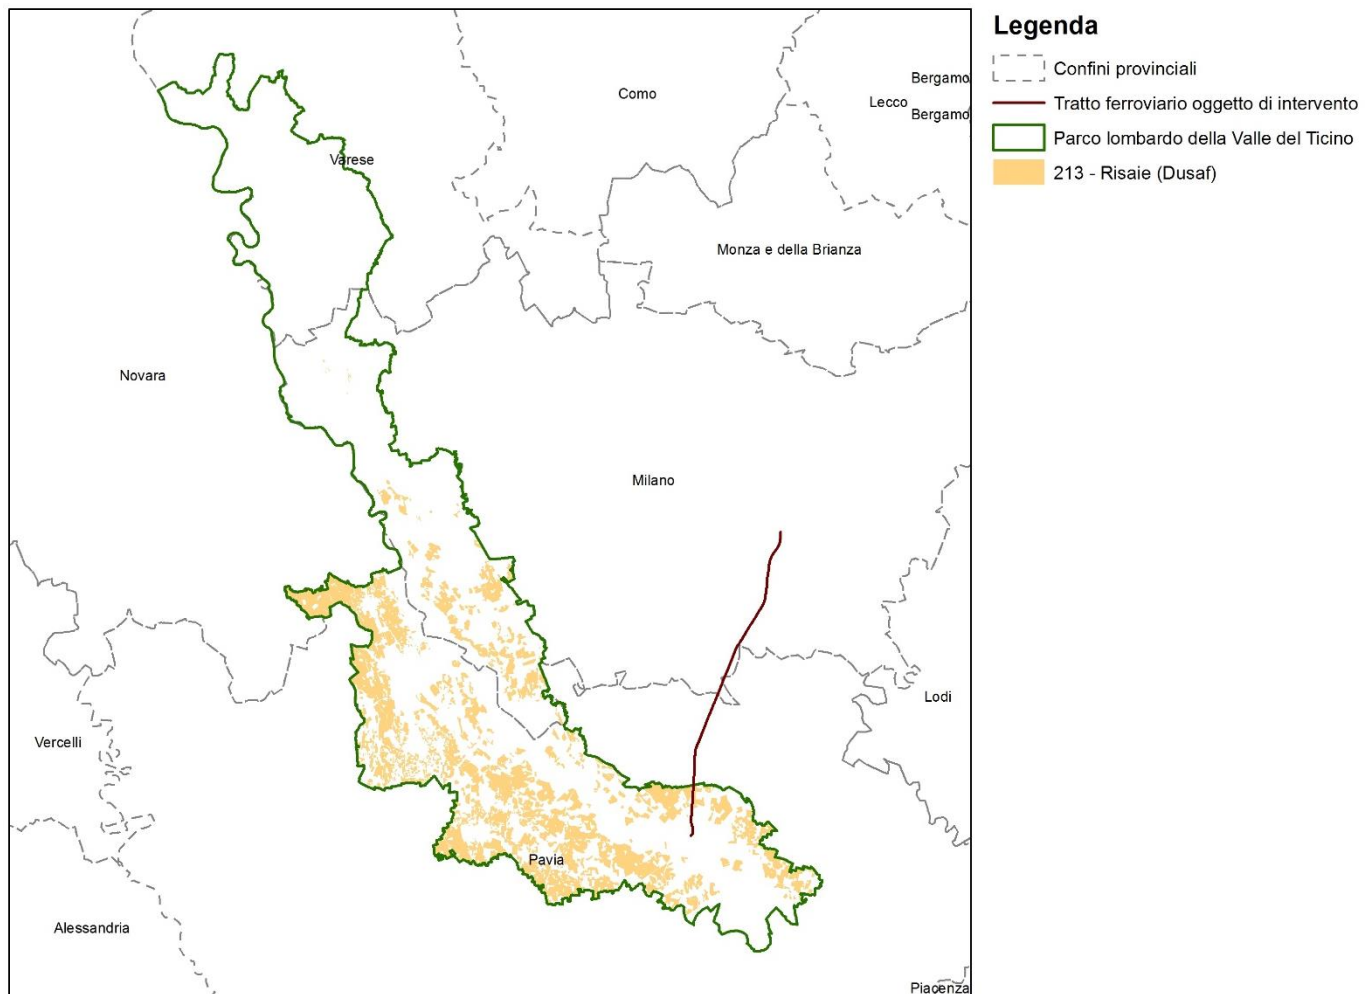 Legenda
Confini provinciali
Tratto ferroviario oggetto di intervento
Parco lombardo della Valle del Ticino
213 - Risaie (Dusaf)
Bergamo
Como
Lecco
Bergamo
Varese
Monza e della Brianza
Novara
Milano
Lodi
Vercelli
Pavia
Alessandria
Piacenza